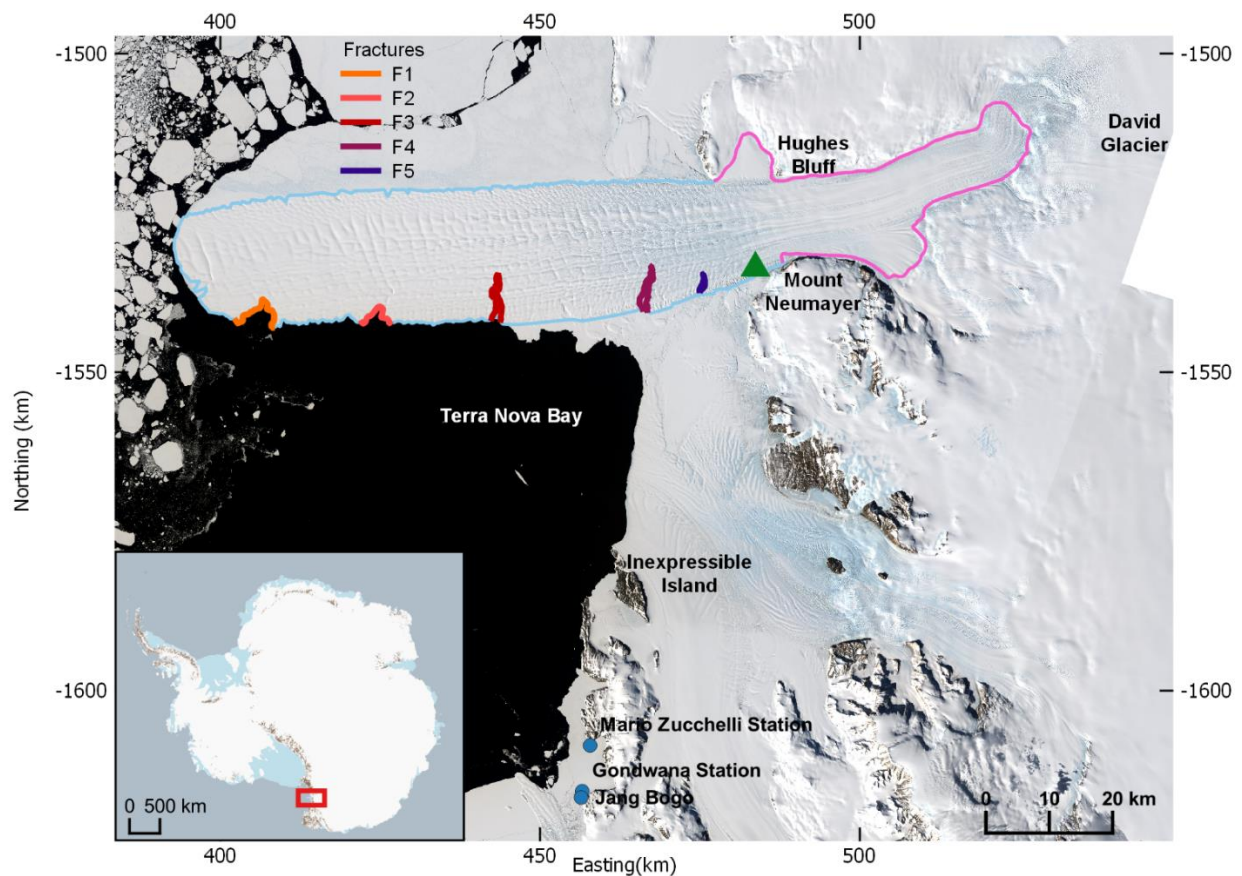 400
450
500
-1500
-1500
Fractures
F1
F2
F3
F4
F5
Hughes
Bluff
David
Glacier
Mount
Neumayer
-1550
-1550
Terra Nova Bay
Northing (km)
Inexpressible
Island
-1600
-1600
Mario Zucchelli Station
Gondwana Station
Jang Bogo
0 500 km
0 10 20 km
400
450
500
Easting(km)